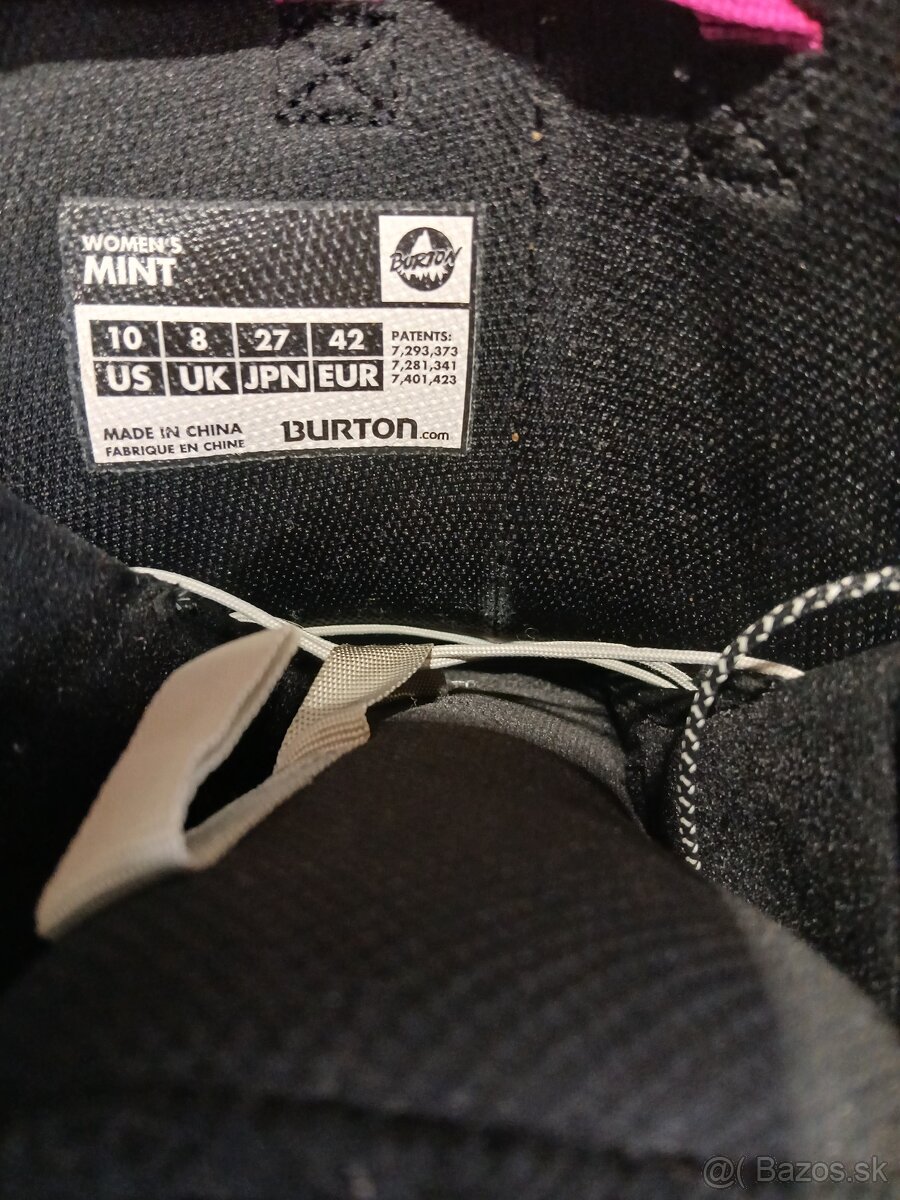 WOMEN'S
MINT
BURTON
10 8 27 42
US UK JPN EUR
PATENTS:
7,293,373
7,281,341
7,401,423
MADE IN CHINA
FABRIQUE EN CHINE
BURTON.com
@( Bazos.sk